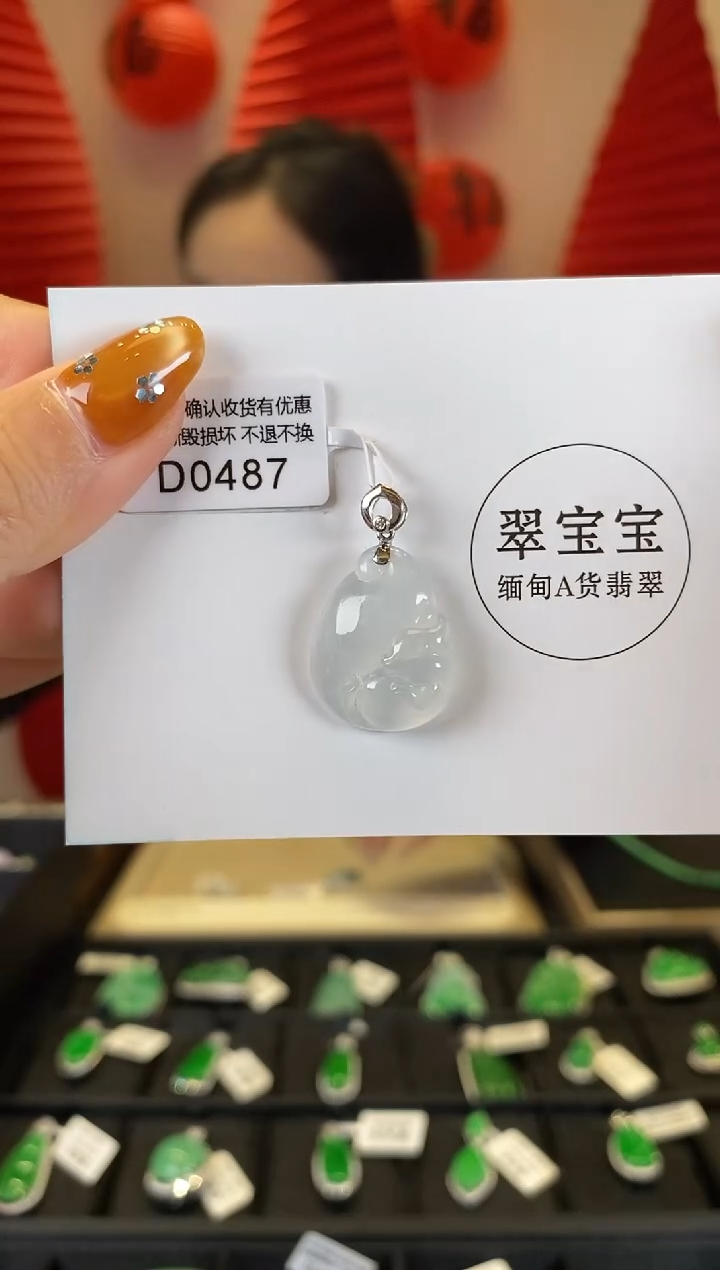 确认收货有优惠
毁损坏 不退不换
D0487
翠宝宝
缅甸A货翡翠